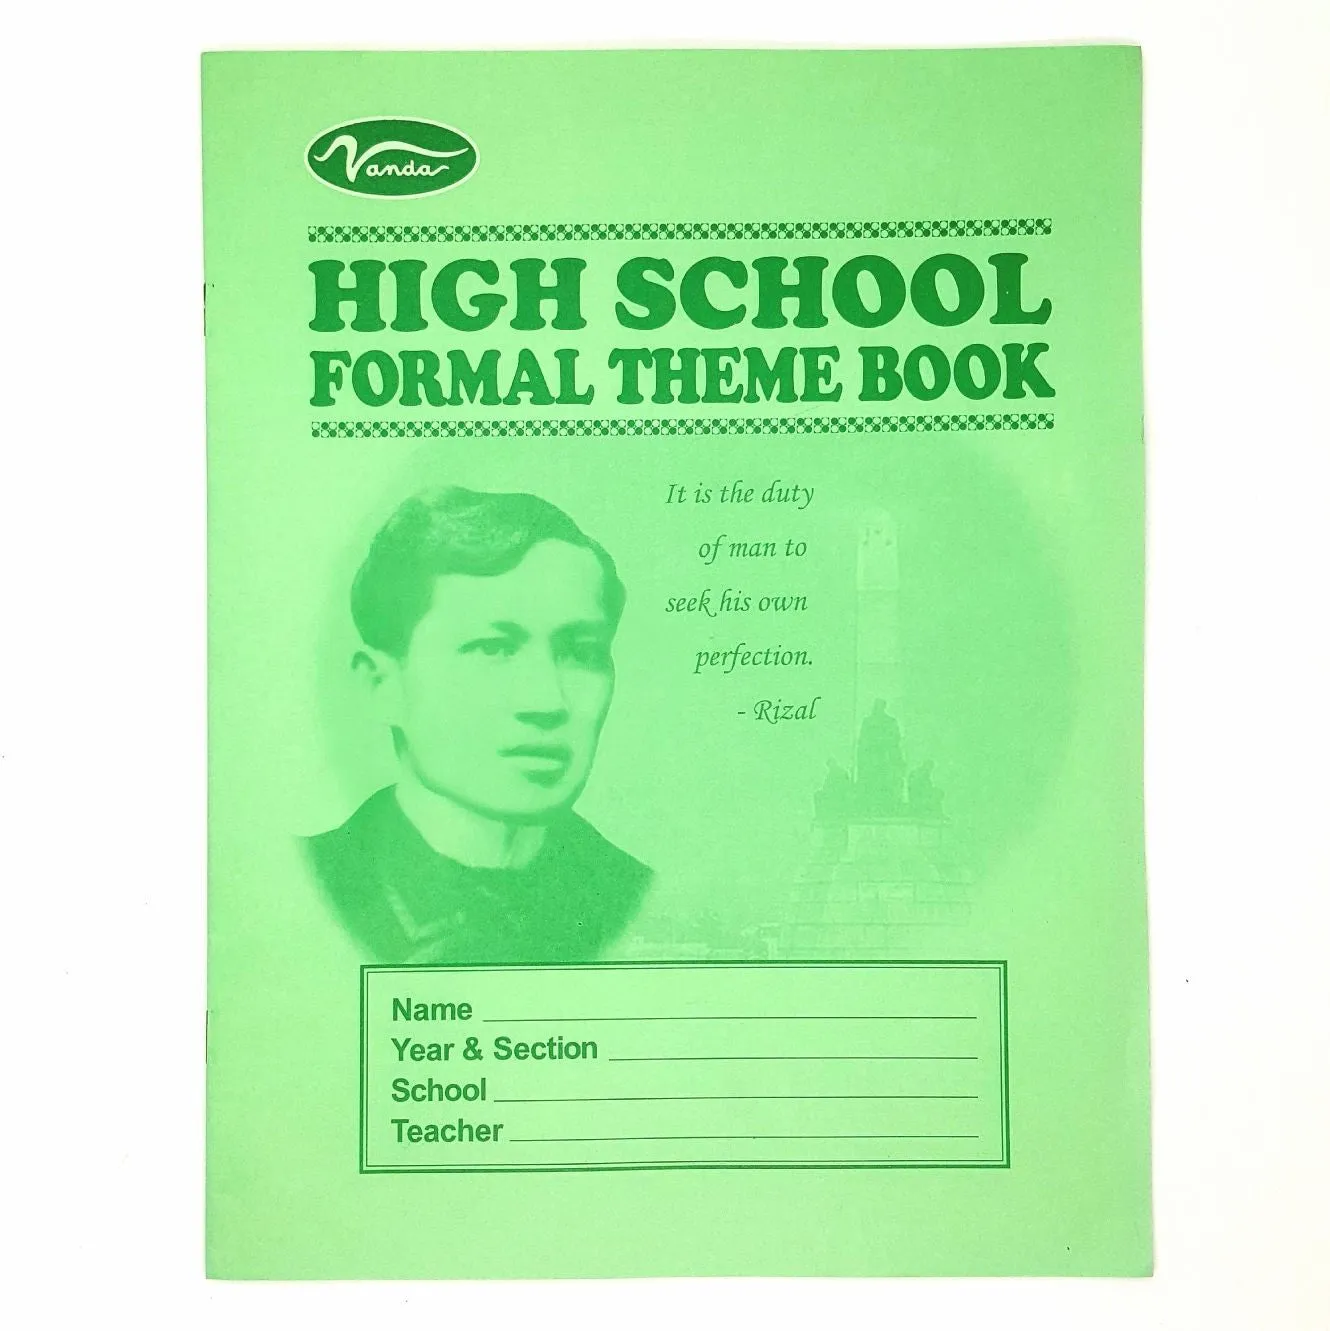 Vanda
HIGH SCHOOL
FORMAL THEME BOOK
It is the duty
of man to
seek his own
perfection.
- Rizal
Name
Year & Section
School
Teacher